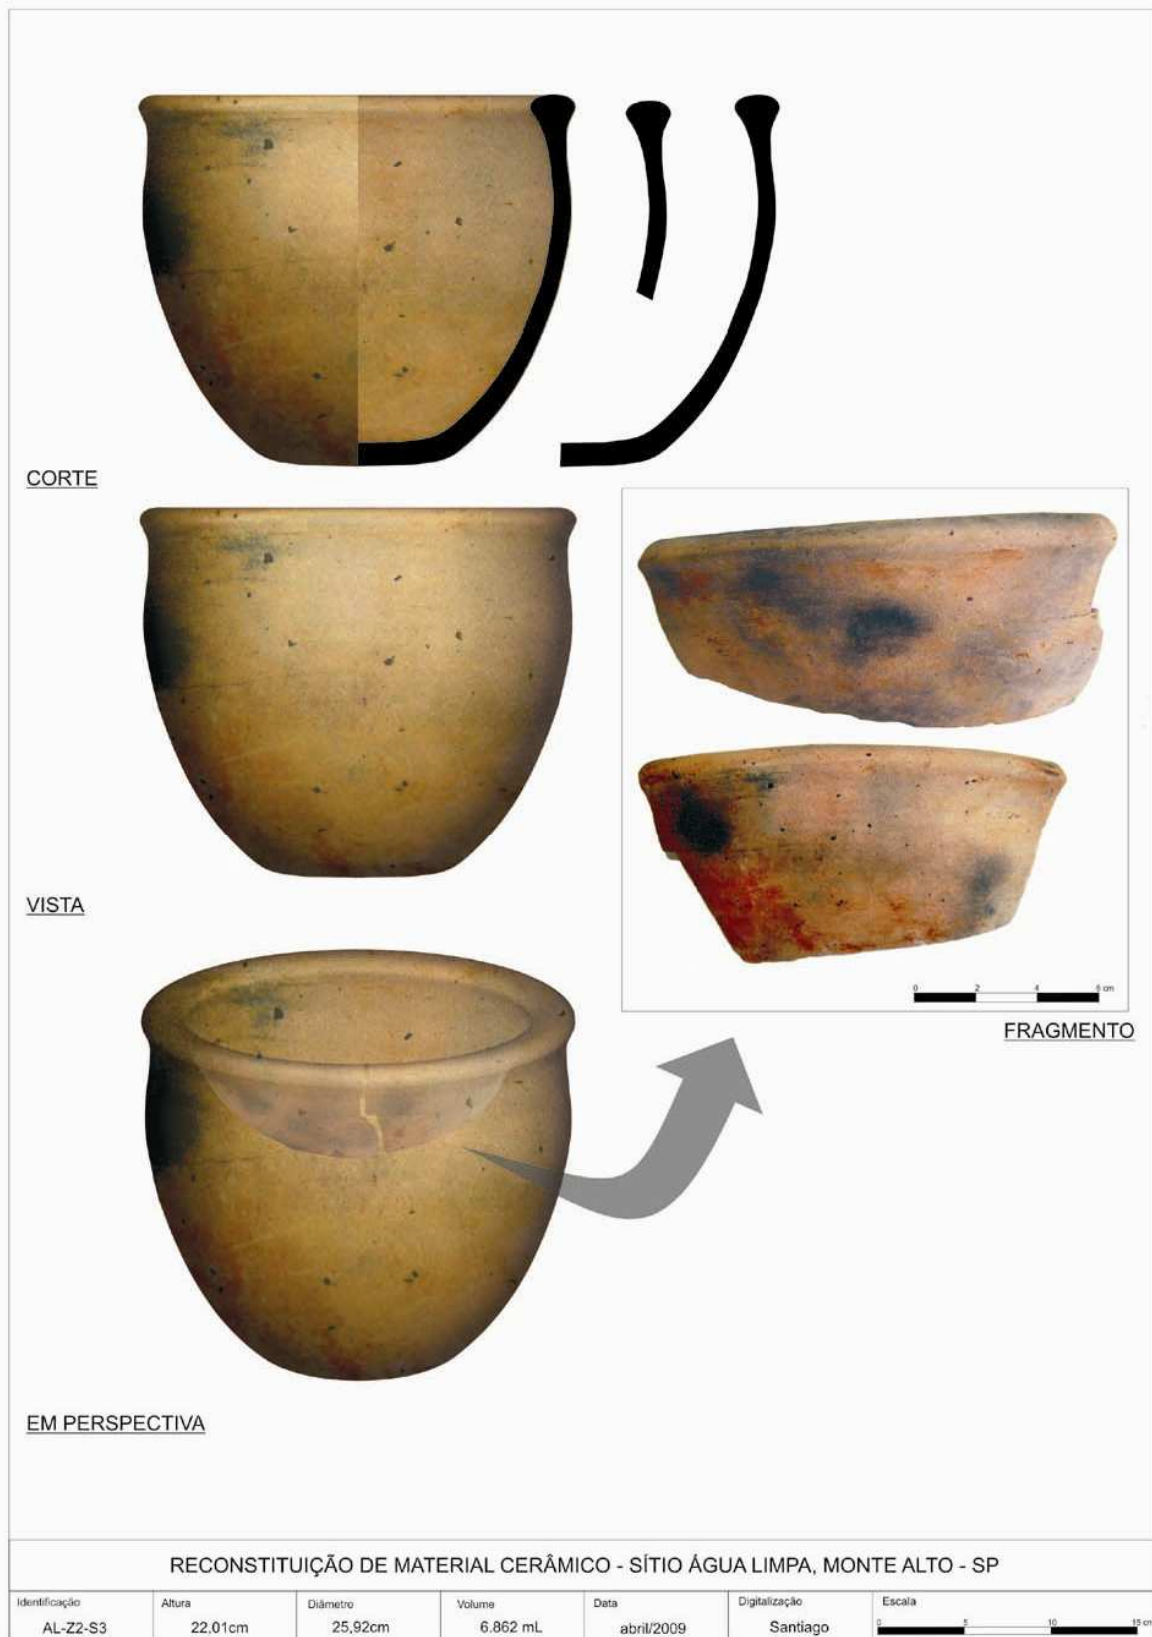 CORTE
VISTA
0 2 4 6 cm
FRAGMENTO
EM PERSPECTIVA
RECONSTITUIÇÃO DE MATERIAL CERÂMICO - SÍTIO ÁGUA LIMPA, MONTE ALTO - SP
Identificação Altura Diâmetro Volume Data Digitalização Escala
AL-Z2-S3 22,01cm 25,92cm 6.862 mL abril/2009 Santiago 0 5 10 15 cm